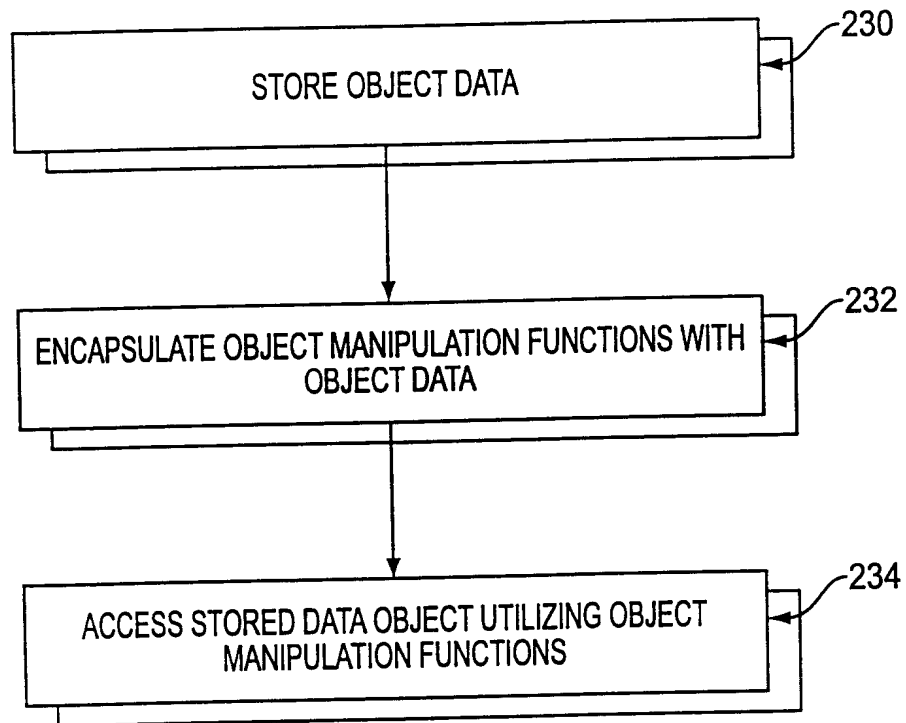 230
STORE OBJECT DATA
232
ENCAPSULATE OBJECT MANIPULATION FUNCTIONS WITH
OBJECT DATA
234
ACCESS STORED DATA OBJECT UTILIZING OBJECT
MANIPULATION FUNCTIONS